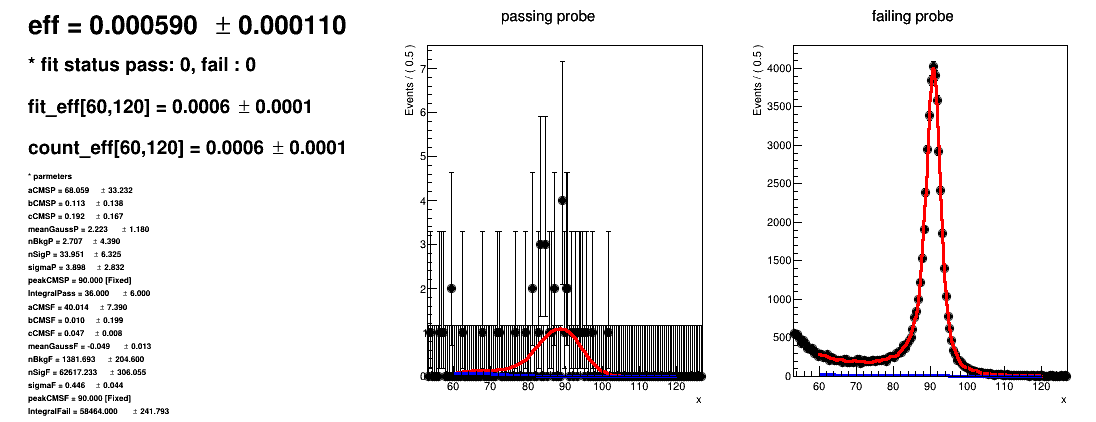 eff = 0.000590 ± 0.000110
* fit status pass: 0, fail : 0
fit_eff[60,120] = 0.0006 ± 0.0001
count_eff[60,120] = 0.0006 ± 0.0001
* parmeters
aCMSP = 68.059 ± 33.232
bCMSP = 0.113 ± 0.138
cCMSP = 0.192 ± 0.167
meanGaussP = 2.223 ± 1.180
nBkgP = 2.707 ± 4.390
nSigP = 33.951 ± 6.325
sigmaP = 3.898 ± 2.832
peakCMSP = 90.000 [Fixed]
IntegralPass = 36.000 ± 6.000
aCMSF = 40.014 ± 7.390
bCMSF = 0.010 ± 0.199
cCMSF = 0.047 ± 0.008
meanGaussF = -0.049 ± 0.013
nBkgF = 1381.693 ± 204.600
nSigF = 62617.233 ± 306.055
sigmaF = 0.446 ± 0.044
peakCMSF = 90.000 [Fixed]
IntegralFail = 58464.000 ± 241.793
passing probe
Events / ( 0.5 )
7
6
5
4
3
2
1
0
60 70 80 90 100 110 120
x
failing probe
Events / ( 0.5 )
4000
3500
3000
2500
2000
1500
1000
500
0
60 70 80 90 100 110 120
x